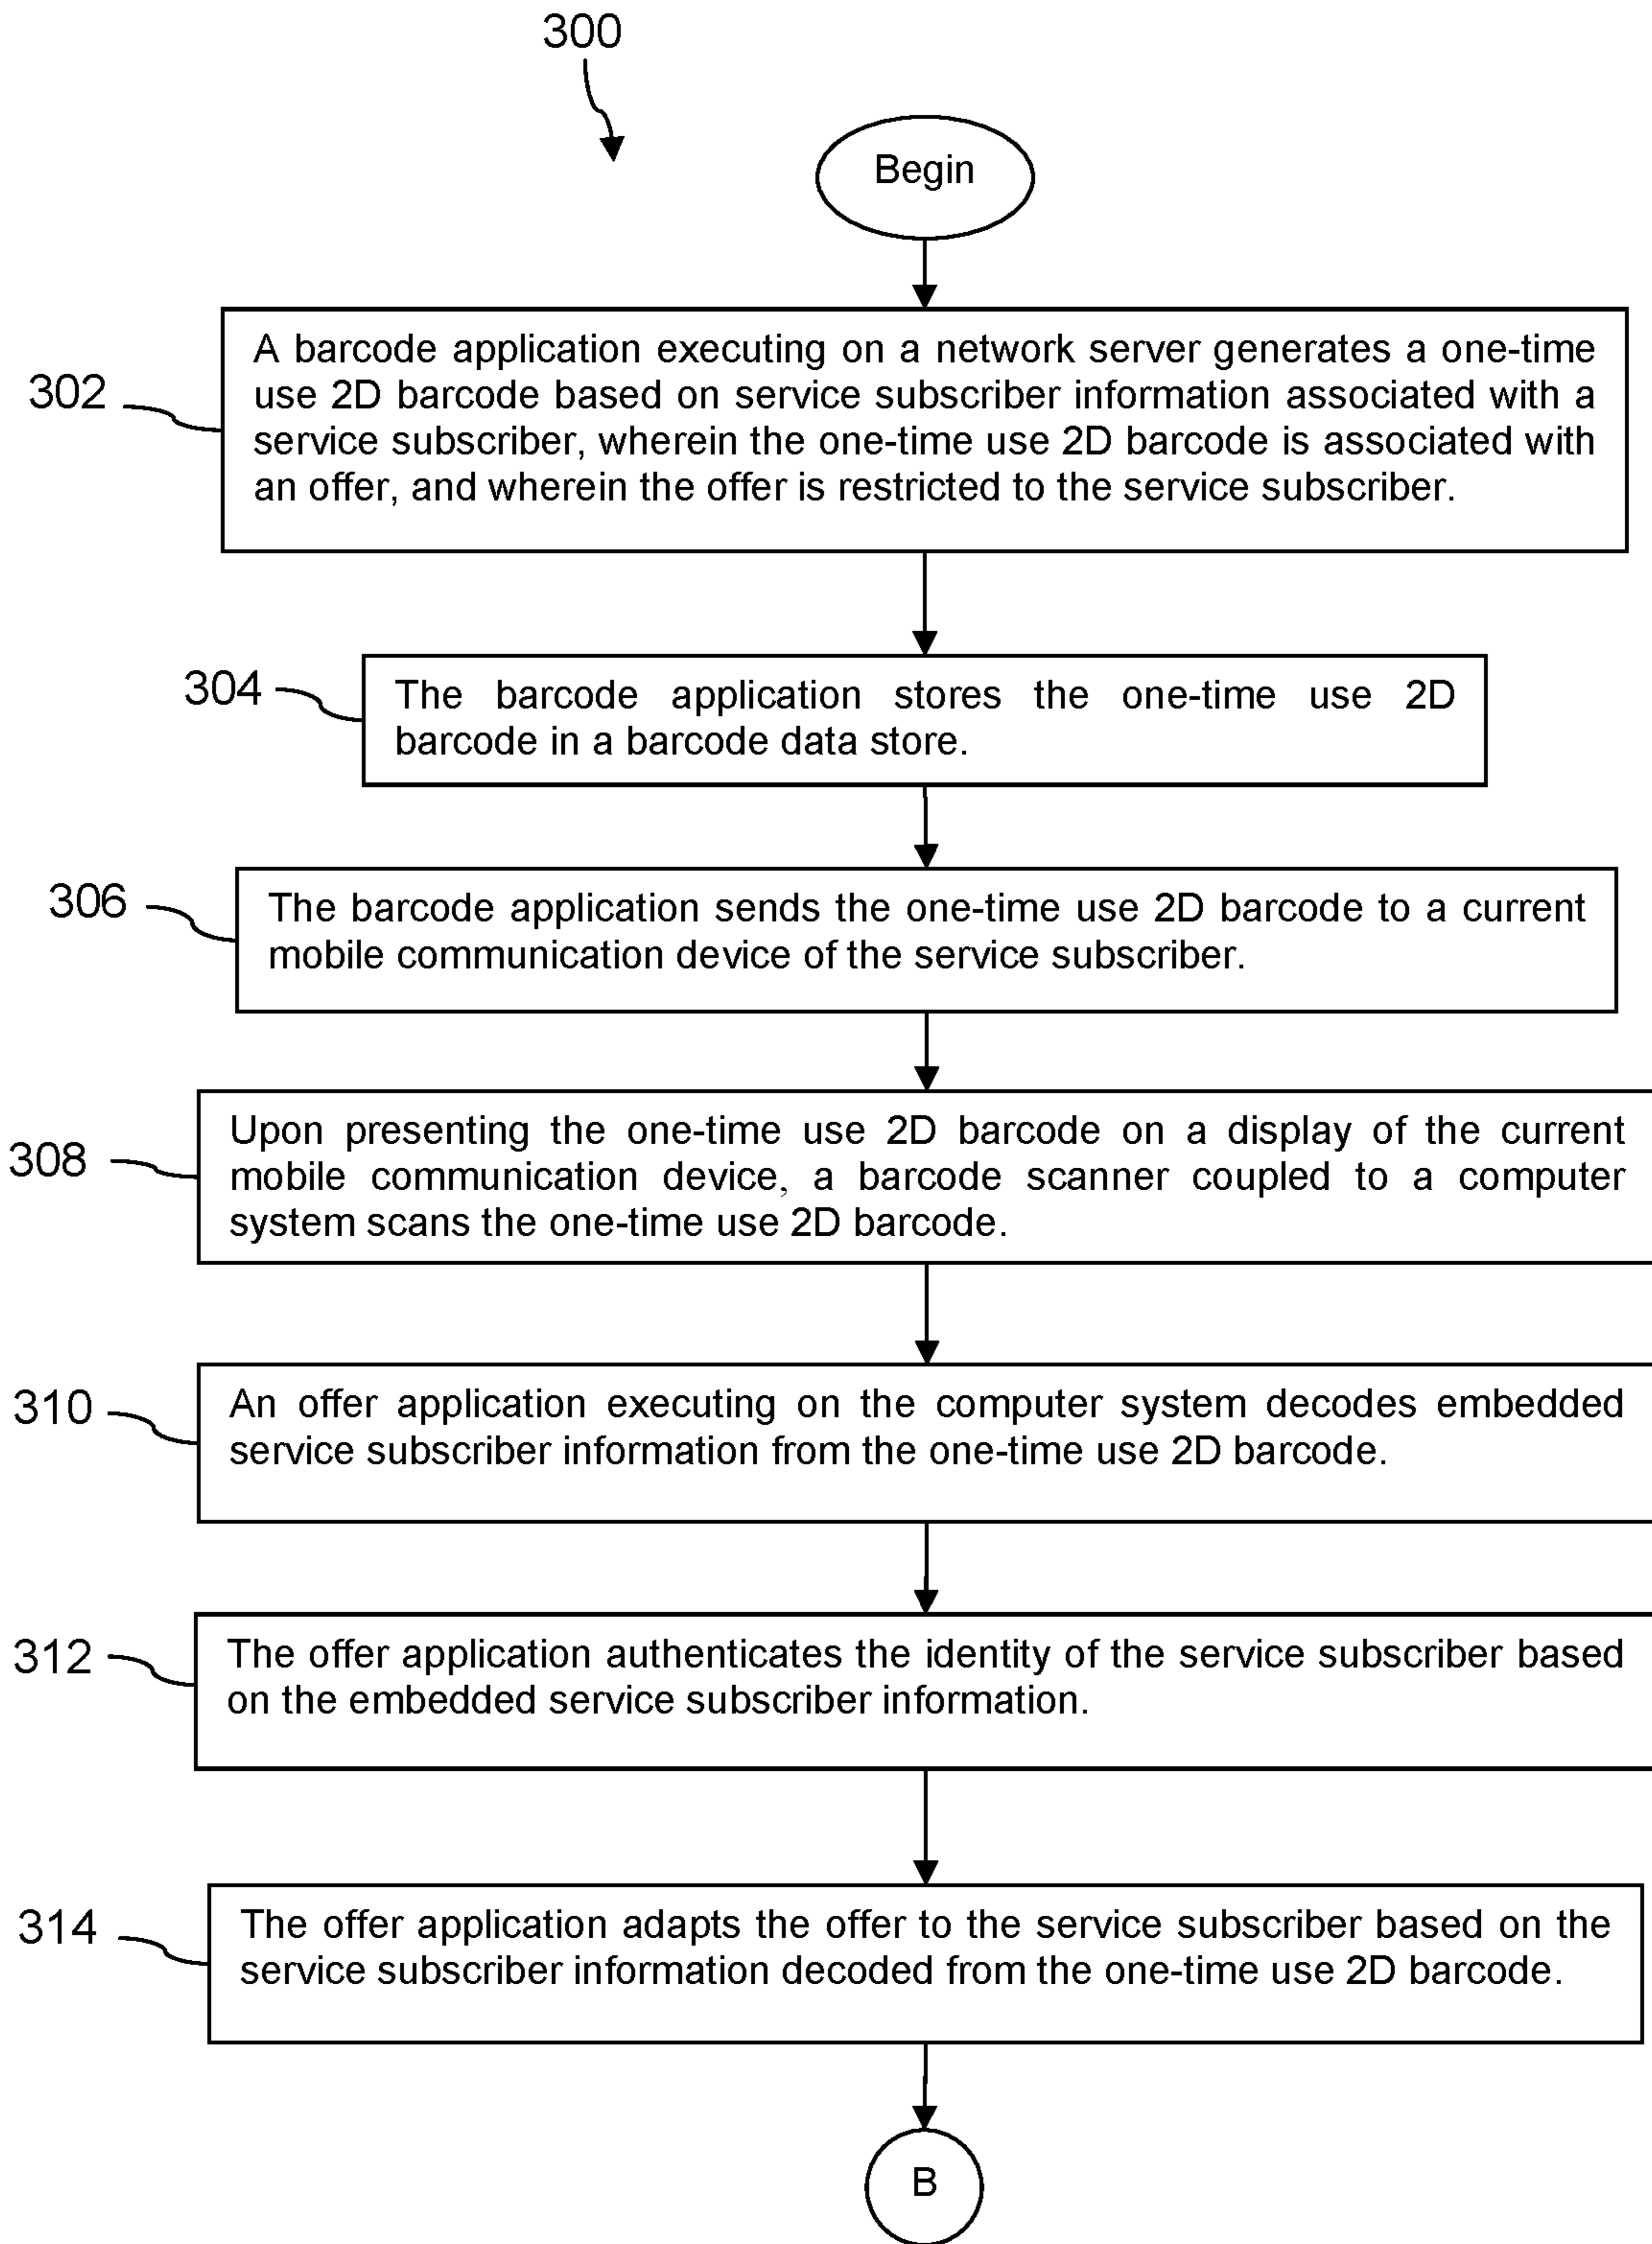 300
Begin
302
A barcode application executing on a network server generates a one-time
use 2D barcode based on service subscriber information associated with a
service subscriber, wherein the one-time use 2D barcode is associated with
an offer, and wherein the offer is restricted to the service subscriber.
304
The barcode application stores the one-time use 2D
barcode in a barcode data store.
306
The barcode application sends the one-time use 2D barcode to a current
mobile communication device of the service subscriber.
308
Upon presenting the one-time use 2D barcode on a display of the current
mobile communication device, a barcode scanner coupled to a computer
system scans the one-time use 2D barcode.
310
An offer application executing on the computer system decodes embedded
service subscriber information from the one-time use 2D barcode.
312
The offer application authenticates the identity of the service subscriber based
on the embedded service subscriber information.
314
The offer application adapts the offer to the service subscriber based on the
service subscriber information decoded from the one-time use 2D barcode.
B